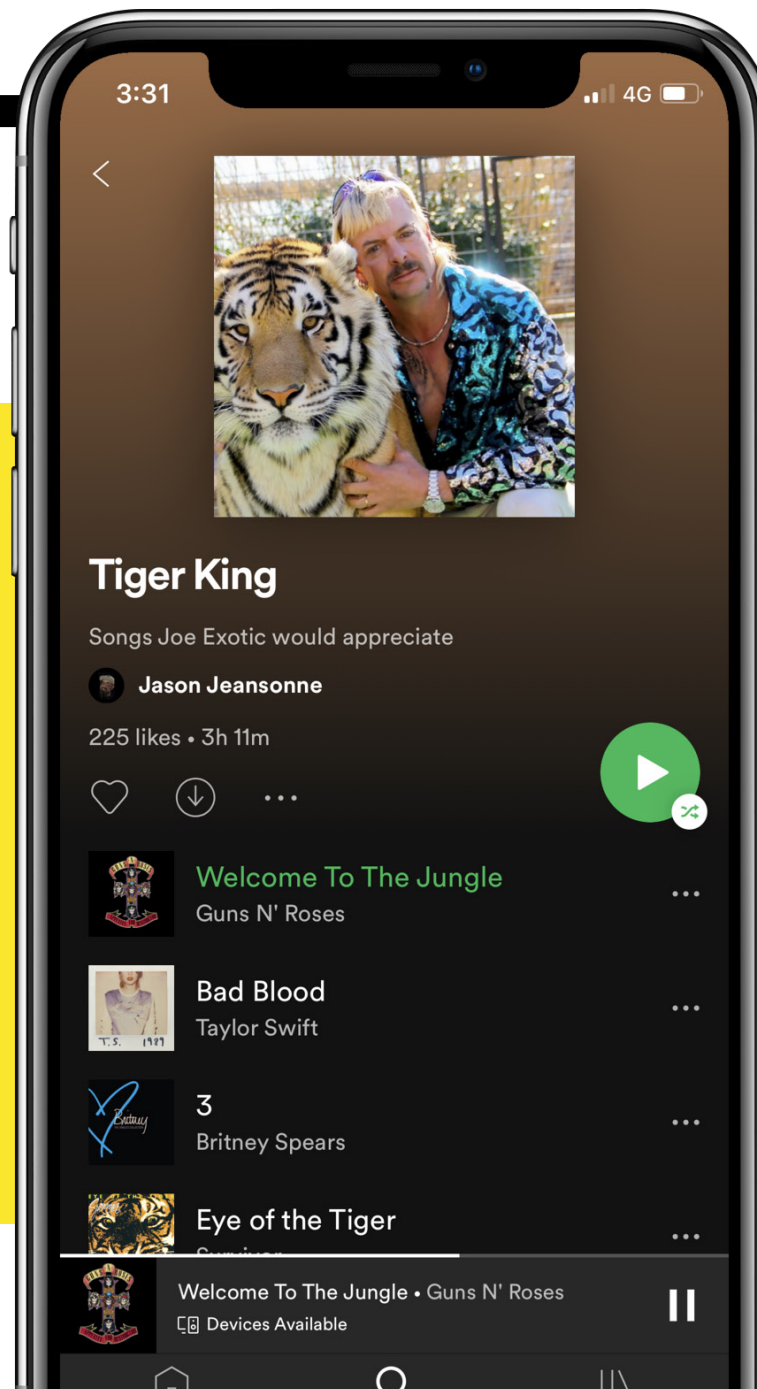 3:31
4G
Tiger King
Songs Joe Exotic would appreciate
Jason Jeansonne
225 likes • 3h 11m
Welcome To The Jungle
Guns N' Roses
Bad Blood
Taylor Swift
T.S. 1989
3
Britney Spears
Britney
Eye of the Tiger
Survivor
Welcome To The Jungle • Guns N' Roses
Devices Available